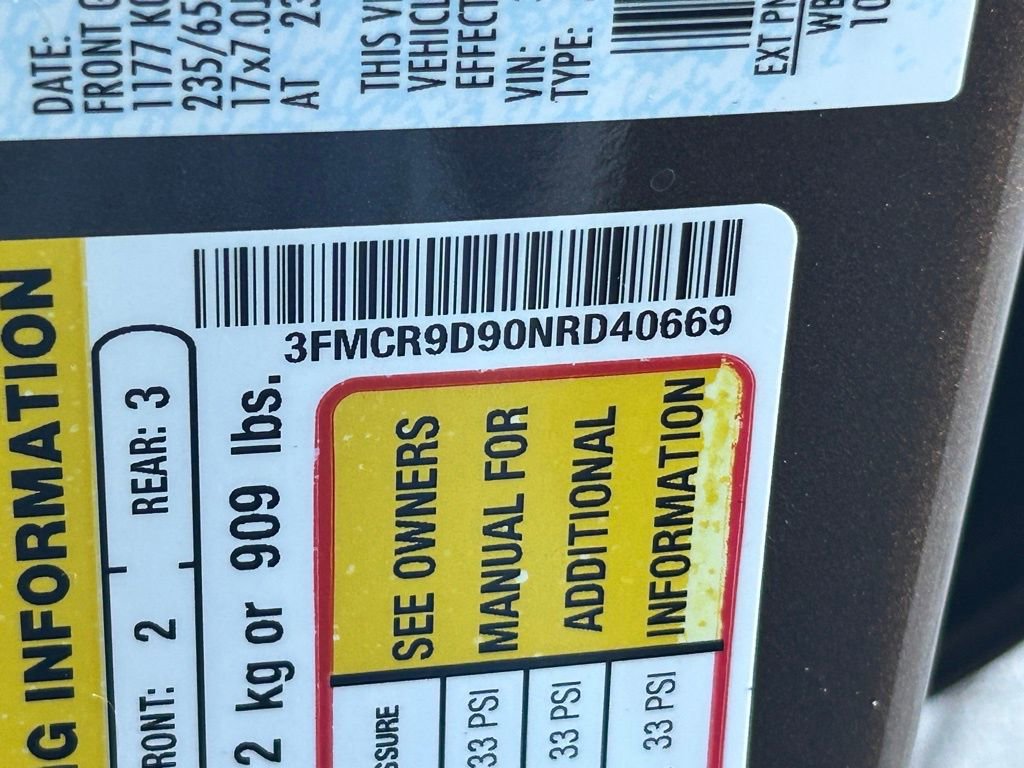 DATE:
FRONT G
1177 KG
235/65
17x7.0J
AT 23
THIS VE
VEHICL
EFFECT
VIN:
TYPE:
EXT PN
WB
10
3FMCR9D90NRD40669
G INFORMATION
RONT: 2 REAR: 3
2 kg or 909 lbs.
SEE OWNERS
MANUAL FOR
ADDITIONAL
INFORMATION
SSURE
33 PSI
33 PSI
33 PSI